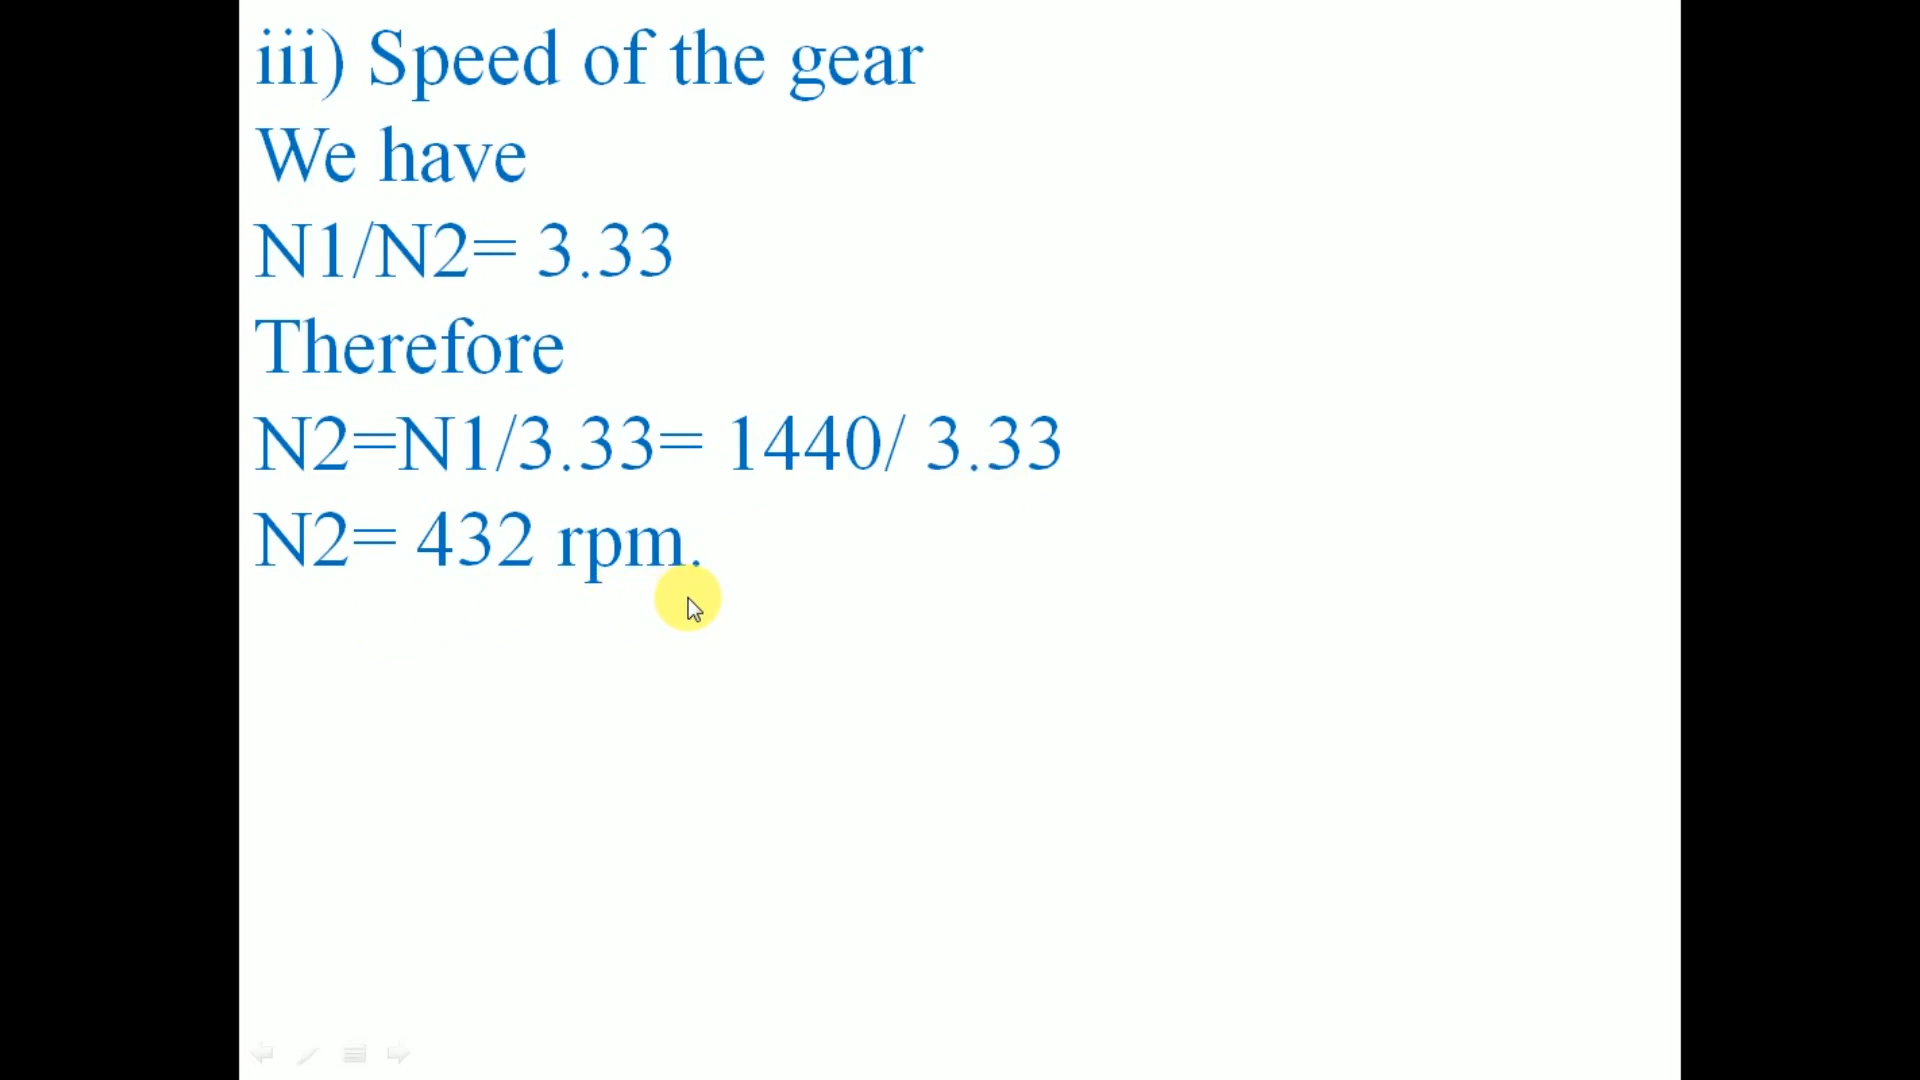 iii) Speed of the gear
We have
N1/N2= 3.33
Therefore
N2=N1/3.33= 1440/ 3.33
N2= 432 rpm.